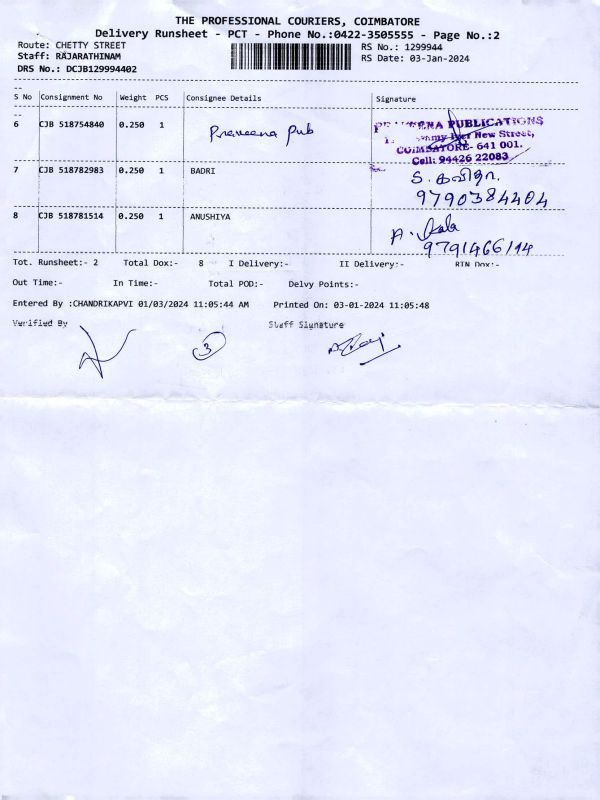 THE PROFESSIONAL COURIERS, COIMBATORE
Delivery Runsheet - PCT - Phone No.:0422-3505555 - Page No.:2
Route: CHETTY STREET
RS No.: 1299944
Staff: RAJARATHINAM
RS Date: 03-Jan-2024
DRS No.: DCJB129994402
S No Consignment No Weight PCS Consignee Details Signature
6 CJB 518754840 0.250 1 Praveena Pub
PUBLICATIONS
New Street,
COIMBATORE- 641 001.
Cell: 94426 22083
7 CJB 518782983 0.250 1 BADRI
S. கவிதா.
9790384404
8 CJB 518781514 0.250 1 ANUSHIYA
A. Kala
9791466194
Tot. Runsheet:- 2 Total Dox:- 8 I Delivery:- II Delivery:- RTN Dox:-
Out Time:- In Time:- Total POD:- Delvy Points:-
Entered By :CHANDRIKAPVI 01/03/2024 11:05:44 AM Printed On: 03-01-2024 11:05:48
Verified By Staff Signature
3